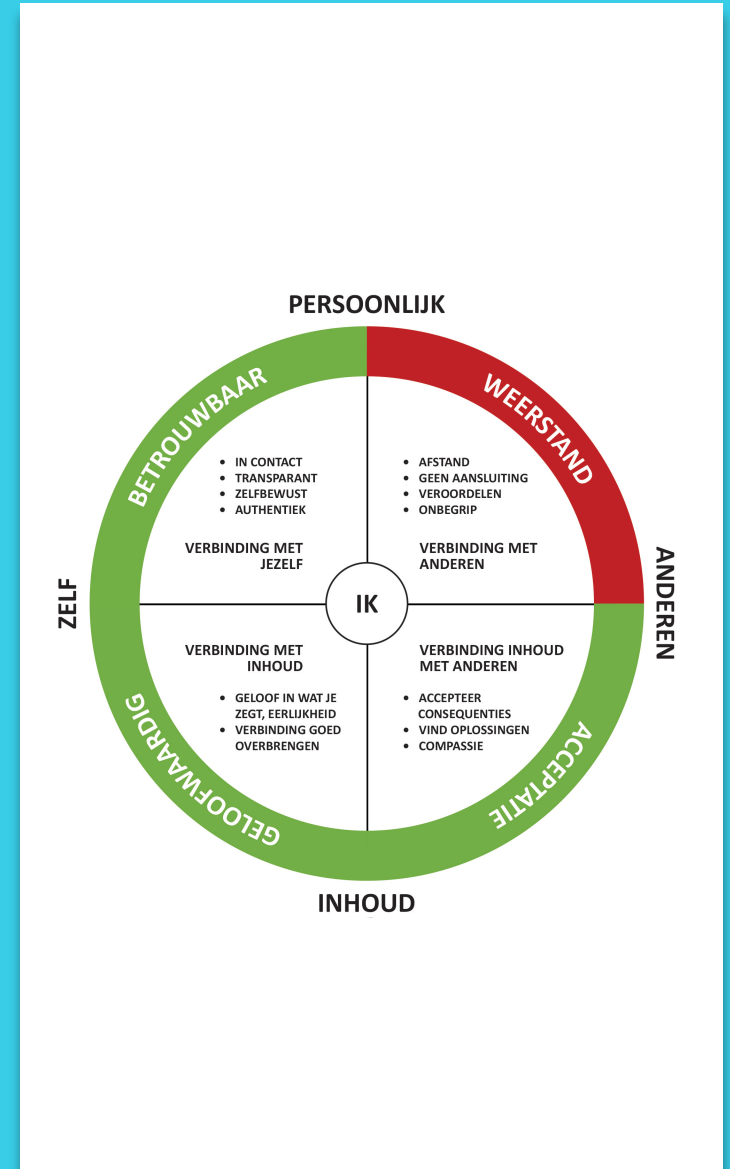 PERSOONLIJK
BETROUWBAAR
WEERSTAND
• IN CONTACT
• TRANSPARANT
• ZELFBEWUST
• AUTHENTIEK
VERBINDING MET
JEZELF
• AFSTAND
• GEEN AANSLUITING
• VEROORDELEN
• ONBEGRIP
VERBINDING MET
ANDEREN
ZELF
IK
ANDEREN
VERBINDING MET
INHOUD
• GELOOF IN WAT JE
ZEGT, EERLIJKHEID
• VERBINDING GOED
OVERBRENGEN
VERBINDING INHOUD
MET ANDEREN
• ACCEPTEER
CONSEQUENTIES
• VIND OPLOSSINGEN
• COMPASSIE
GELOOFWAARDIG
ACCEPTATIE
INHOUD